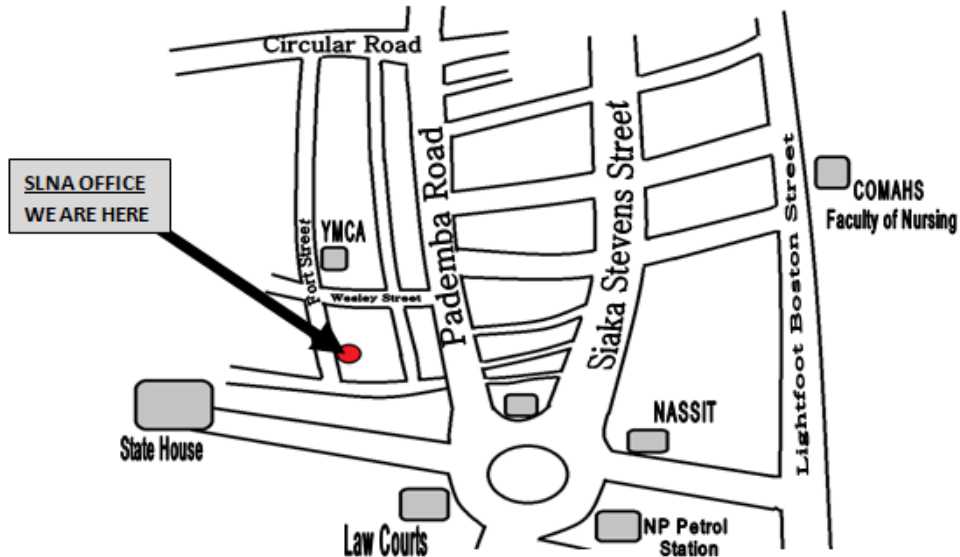 Circular Road
SLNA OFFICE
WE ARE HERE
YMCA
Fort Street
Wesley Street
Pademba Road
Siaka Stevens Street
Lightfoot Boston Street
COMAHS
Faculty of Nursing
State House
NASSIT
Law Courts
NP Petrol
Station